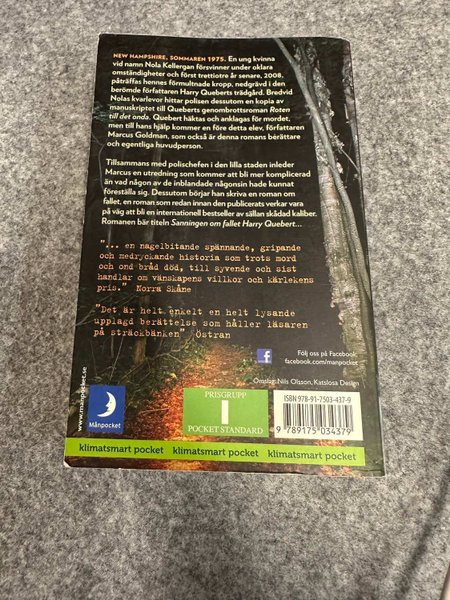 NEW HAMPSHIRE, SOMMAREN 1975. En ung kvinna
vid namn Nola Kellergan försvinner under oklara
omständigheter och först trettiotre år senare, 2008,
påträffas hennes förmultnade kropp, nedgrävd i den
berömde författaren Harry Queberts trädgård. Bredvid
Nolas kvarlevor hittar polisen dessutom en kopia av
manuskriptet till Queberts genombrottsroman Roten
till det onda. Quebert häktas och anklagas för mordet,
men till hans hjälp kommer en före detta elev, författaren
Marcus Goldman, som också är denna romans berättare
och egentliga huvudperson.
Tillsammans med polischefen i den lilla staden inleder
Marcus en utredning som kommer att bli mer komplicerad
än vad någon av de inblandade någonsin hade kunnat
föreställa sig. Dessutom börjar han skriva en roman om
fallet, en roman som redan innan den publicerats verkar vara
på väg att bli en internationell bestseller av sällan skådad kaliber.
Romanen bär titeln Sanningen om fallet Harry Quebert...
"... en nagelbitande spännande, gripande
och medryckande historia som trots mord
och ond bråd död, till syvende och sist
handlar om vänskapens villkor och kärlekens
pris." Norra Skåne
"Det är helt enkelt en helt lysande
upplagd berättelse som håller läsaren
på sträckbänken" Östran
f
Följ oss på Facebook
facebook.com/manpocket
Omslag: Nils Olsson, Katslosa Design
www.manpocket.se
Månpocket
PRISGRUPP
1
POCKET STANDARD
ISBN 978-91-7503-437-9
9 789175 034379
klimatsmart pocket klimatsmart pocket klimatsmart pocket